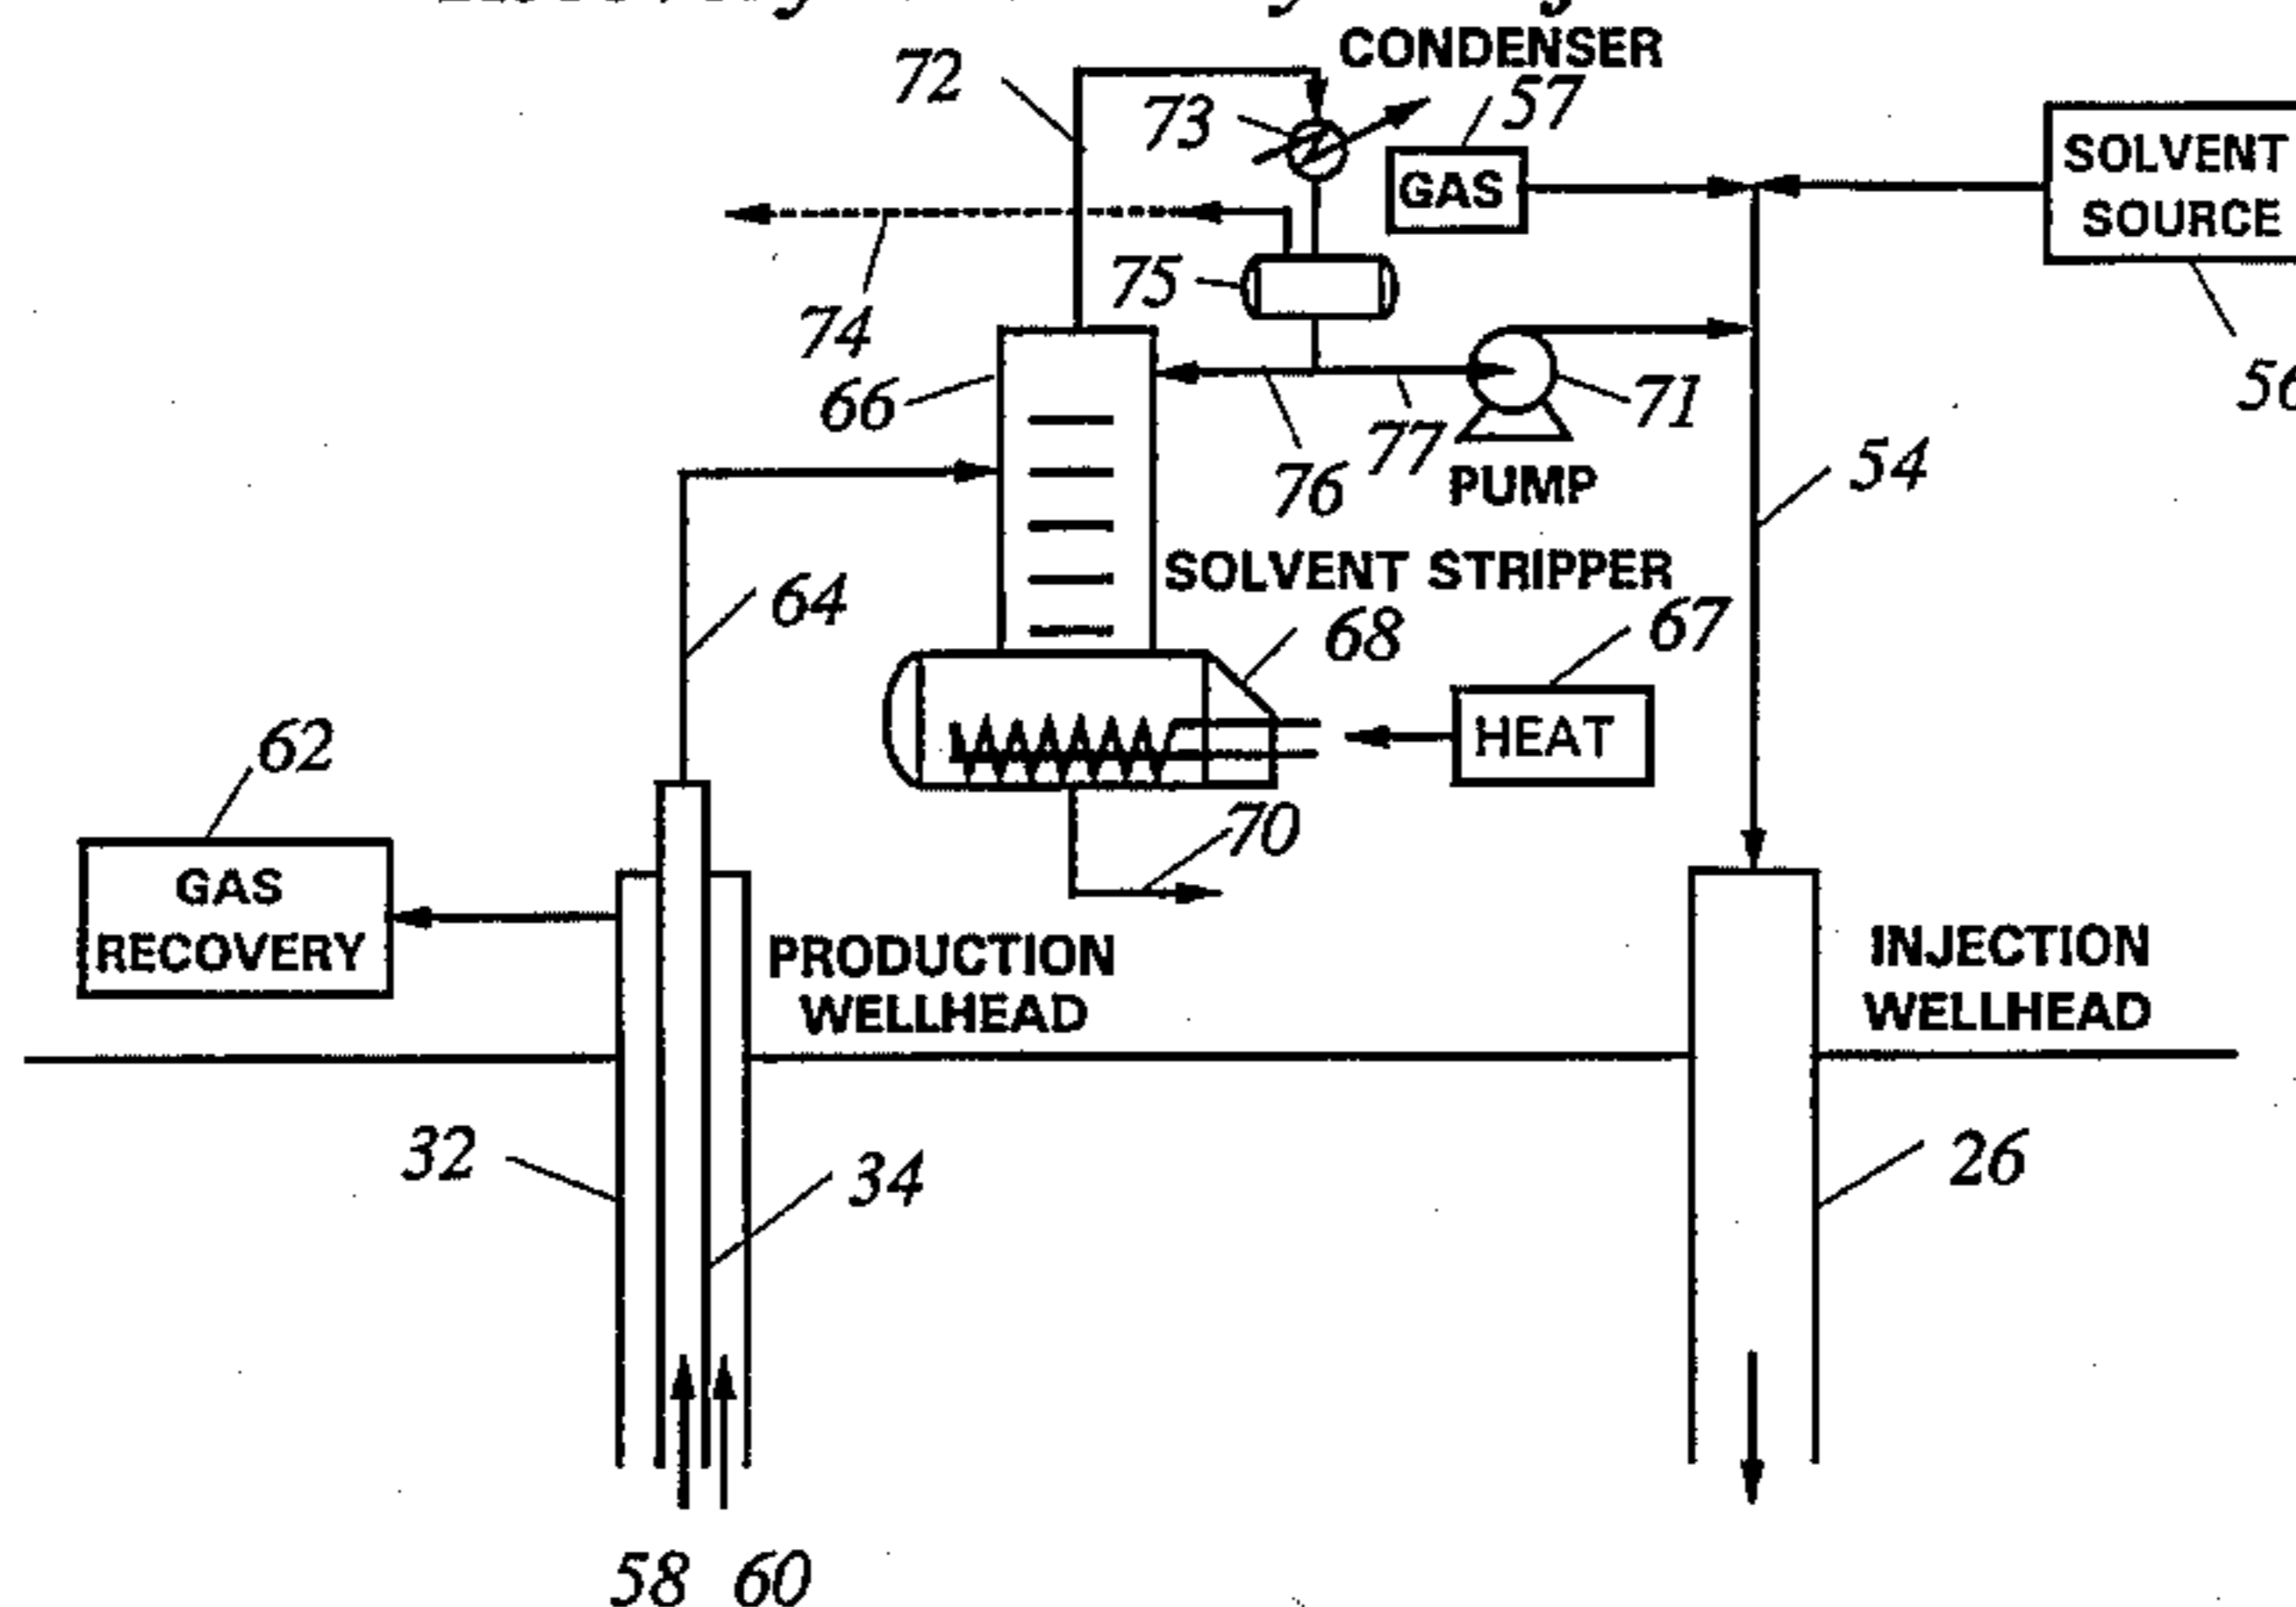 CONDENSER
72
73
57
GAS
SOLVENT
SOURCE
75
74
66
71
56
76
77
PUMP
54
64
SOLVENT STRIPPER
68
67
HEAT
62
70
GAS
RECOVERY
PRODUCTION
WELLHEAD
INJECTION
WELLHEAD
32
34
26
58 60